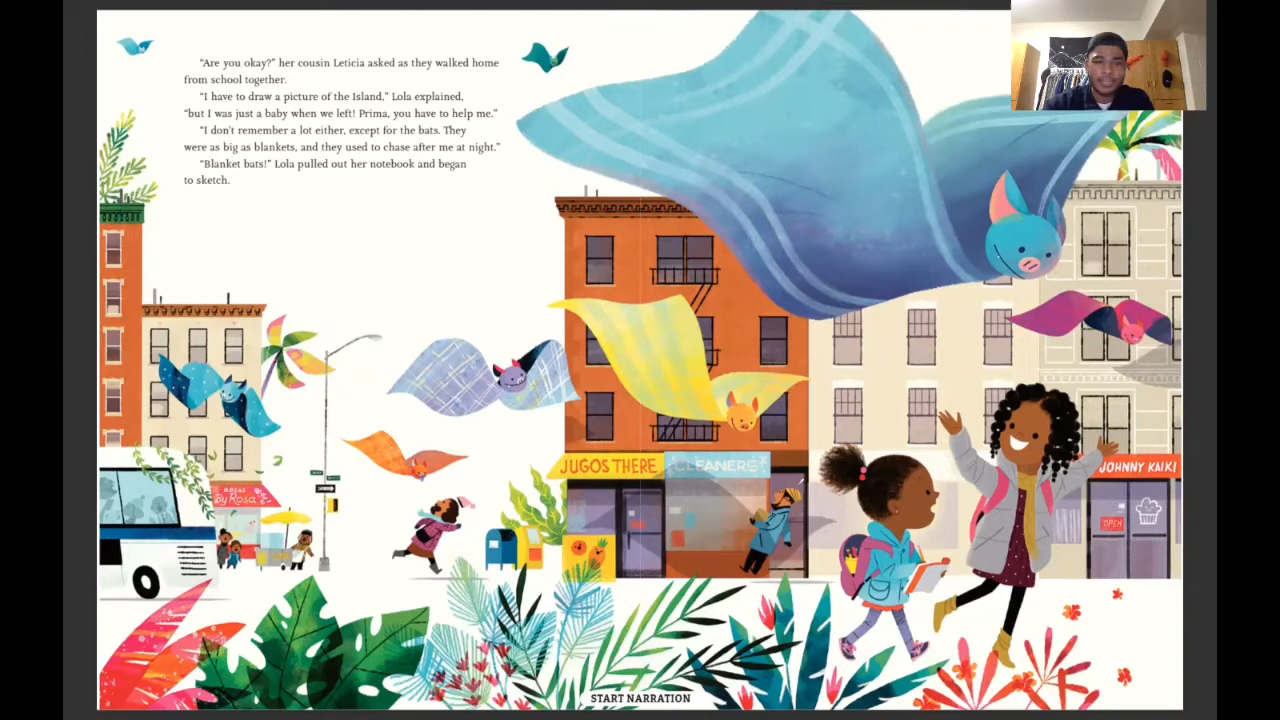 "Are you okay?" her cousin Leticia asked as they walked home
from school together.
"I have to draw a picture of the Island," Lola explained,
"but I was just a baby when we left! Prima, you have to help me."
"I don't remember a lot either, except for the bats. They
were as big as blankets, and they used to chase after me at night."
"Blanket bats!" Lola pulled out her notebook and began
to sketch.
JUGOS THERE
CLEANERS
JOHNNY KAIKI
OPEN
ROSAS
By Rosa
START NARRATION